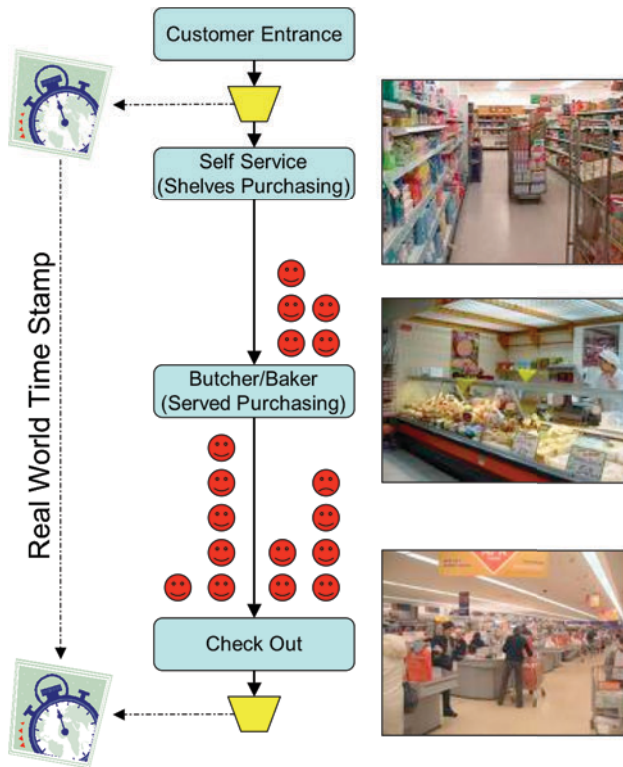 Customer Entrance
Self Service
(Shelves Purchasing)
Butcher/Baker
(Served Purchasing)
Check Out
Real World Time Stamp